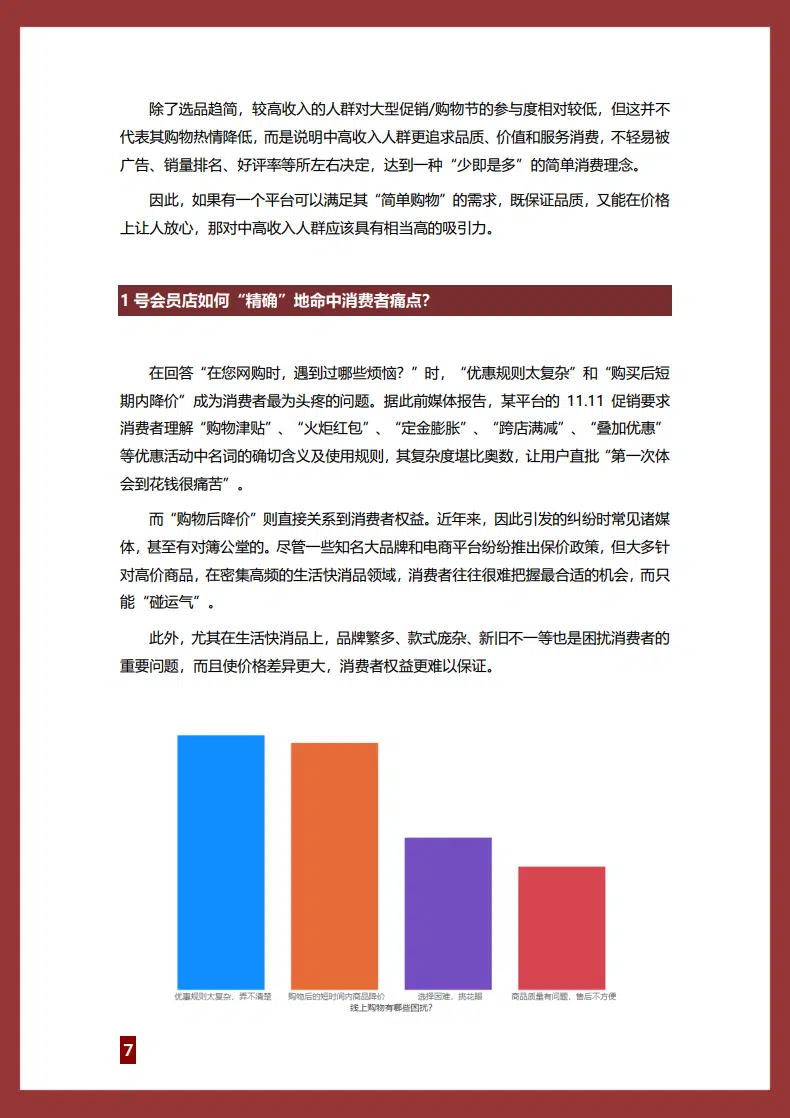 除了选品趋简，较高收入的人群对大型促销/购物节的参与度相对较低，但这并不
代表其购物热情降低，而是说明中高收入人群更追求品质、价值和服务消费，不轻易被
广告、销量排名、好评率等所左右决定，达到一种“少即是多”的简单消费理念。
因此，如果有一个平台可以满足其“简单购物”的需求，既保证品质，又能在价格
上让人放心，那对中高收入人群应该具有相当高的吸引力。
1 号会员店如何“精确”地命中消费者痛点？
在回答“在您网购时，遇到过哪些烦恼？”时，“优惠规则太复杂”和“购买后短
期内降价”成为消费者最为头疼的问题。据此前媒体报告，某平台的 11.11 促销要求
消费者理解“购物津贴”、“火炬红包”、“定金膨胀”、“跨店满减”、“叠加优惠”
等优惠活动中名词的确切含义及使用规则，其复杂度堪比奥数，让用户直批“第一次体
会到花钱很痛苦”。
而“购物后降价”则直接关系到消费者权益。近年来，因此引发的纠纷时常见诸媒
体，甚至有对簿公堂的。尽管一些知名大品牌和电商平台纷纷推出保价政策，但大多针
对高价商品，在密集高频的生活快消品领域，消费者往往很难把握最合适的机会，而只
能“碰运气”。
此外，尤其在生活快消品上，品牌繁多、款式庞杂、新旧不一等也是困扰消费者的
重要问题，而且使价格差异更大，消费者权益更难以保证。
优惠规则太复杂，弄不清楚 购物后的短时间内商品降价 选择困难，挑花眼 商品质量有问题，售后不方便
线上购物有哪些困扰？
7